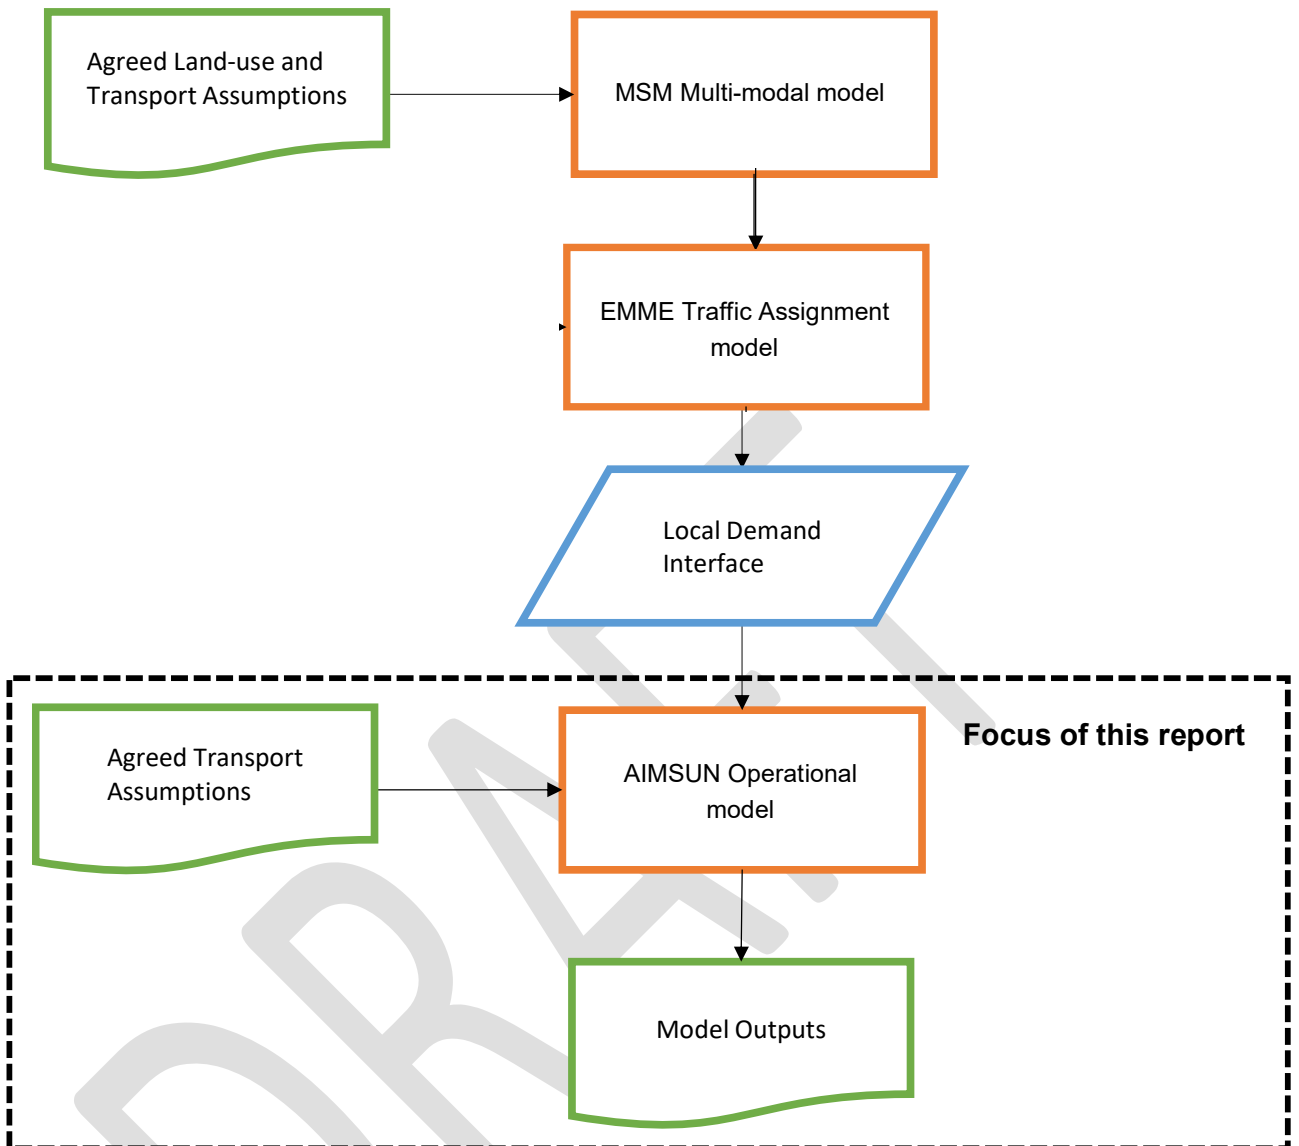 Agreed Land-use and
Transport Assumptions
MSM Multi-modal model
EMME Traffic Assignment
model
Local Demand
Interface
Focus of this report
Agreed Transport
Assumptions
AIMSUN Operational
model
Model Outputs
DRAFT